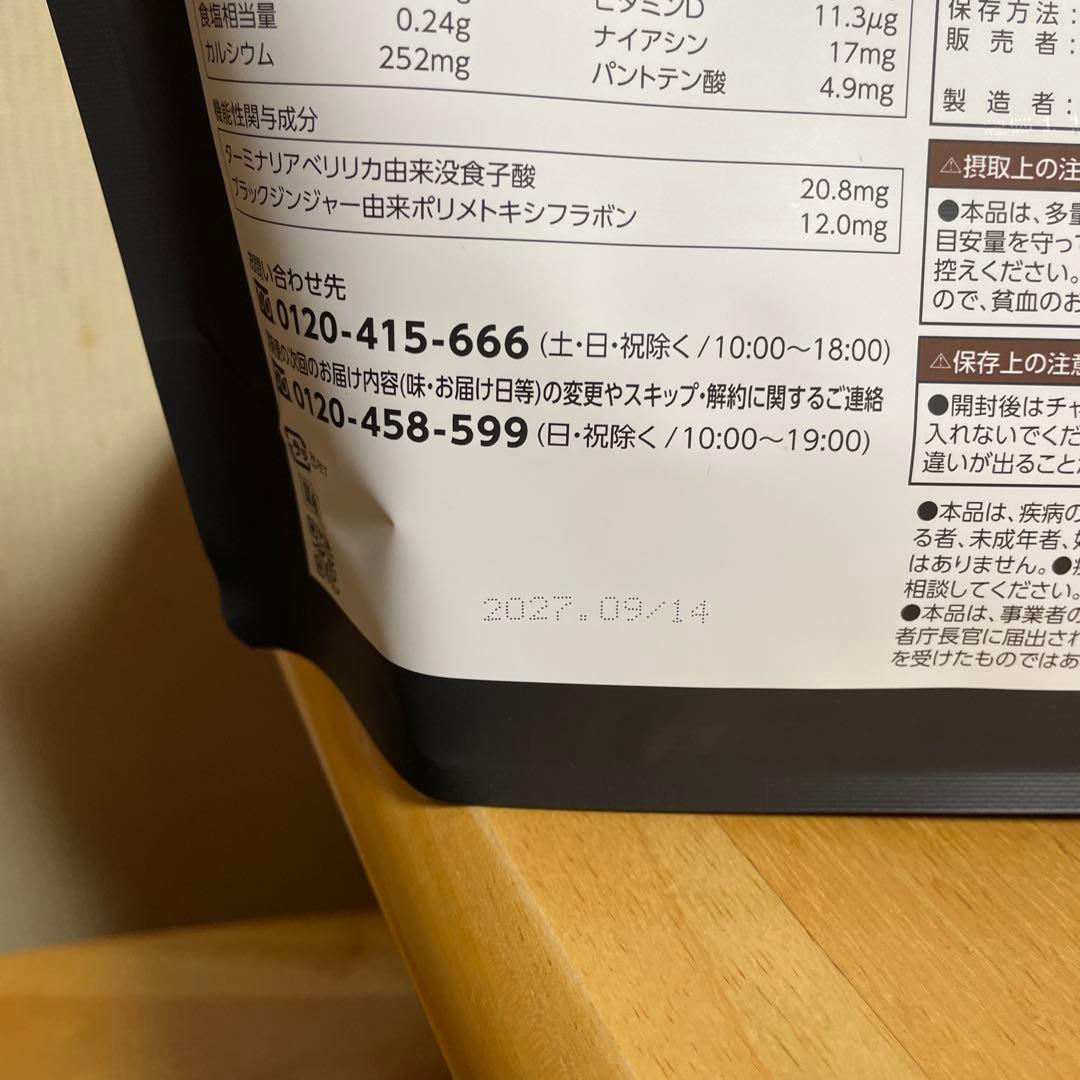 食塩相当量 0.24g
カルシウム 252mg
ビタミンD 11.3μg
ナイアシン 17mg
パントテン酸 4.9mg
機能性関与成分
ターミナリアベリリカ由来没食子酸 20.8mg
ブラックジンジャー由来ポリメトキシフラボン 12.0mg
お問い合わせ先
0120-415-666 (土・日・祝除く/10:00〜18:00)
の次回のお届け内容(味・お届け日等)の変更やスキップ・解約に関するご連絡
0120-458-599 (日・祝除く/10:00〜19:00)
2027.09/14
保存方法:
販売者:
製造者:
⚠摂取上の注
●本品は、多量
目安量を守って
控えください。
ので、貧血のお
⚠保存上の注意
●開封後はチャ
入れないでくだ
違いが出ること
●本品は、疾病の
る者、未成年者、
はありません。●
相談してください。
●本品は、事業者の
者庁長官に届出され
を受けたものではあ